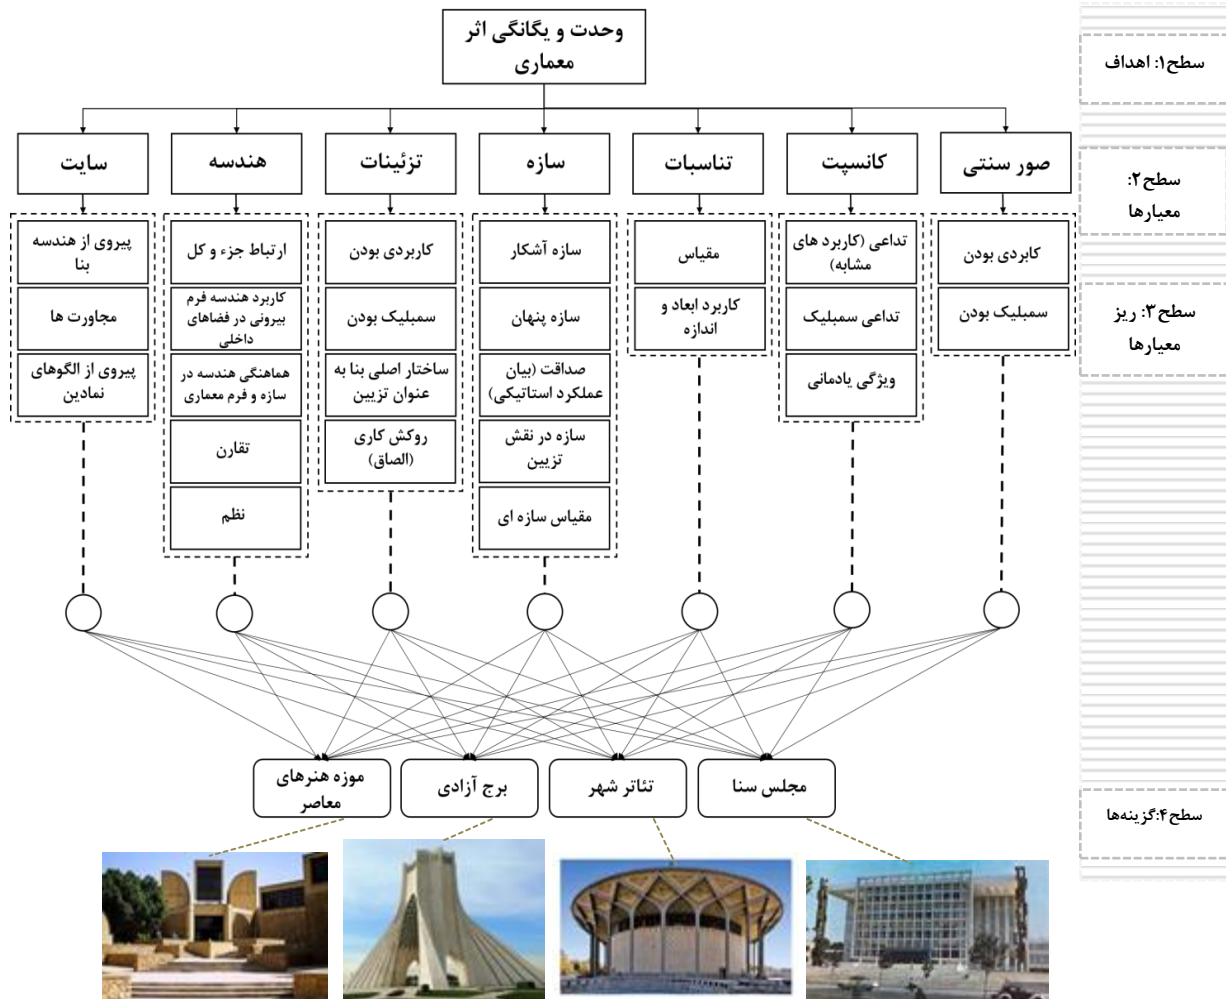 وحدت و یگانگی اثر
معماری
سطح۱: اهداف
صور سنتی
کانسپت
تناسبات
سازه
تزئینات
هندسه
سایت
سطح۲:
معیارها
کابردی بودن
سمبلیک بودن
تداعی (کاربرد های
مشابه)
تداعی سمبلیک
ویژگی یادمانی
مقیاس
کاربرد ابعاد و
اندازه
سازه آشکار
سازه پنهان
صداقت (بیان
عملکرد استاتیکی)
سازه در نقش
تزیین
مقیاس سازه ای
کاربردی بودن
سمبلیک بودن
ساختار اصلی بنا به
عنوان تزیین
روکش کاری
(الصاق)
ارتباط جزء و کل
کاربرد هندسه فرم
بیرونی در فضاهای
داخلی
هماهنگی هندسه در
سازه و فرم معماری
تقارن
نظم
پیروی از هندسه
بنا
مجاورت ها
پیروی از الگوهای
نمادین
سطح۳: ریز
معیارها
مجلس سنا
تئاتر شهر
برج آزادی
موزه هنرهای
معاصر
سطح۴:گزینه‌ها